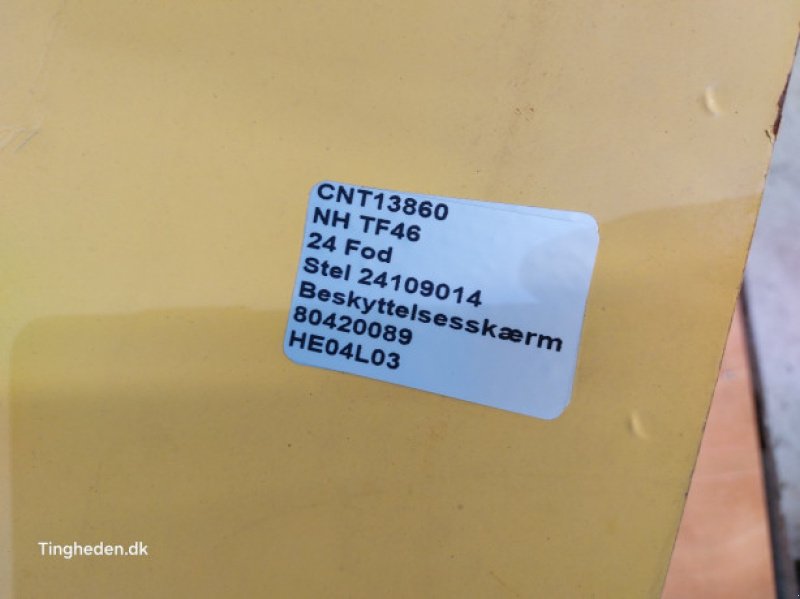 CNT13860
NH TF46
24 Fod
Stel 24109014
Beskyttelsesskærm
80420089
HE04L03
Tingheden.dk